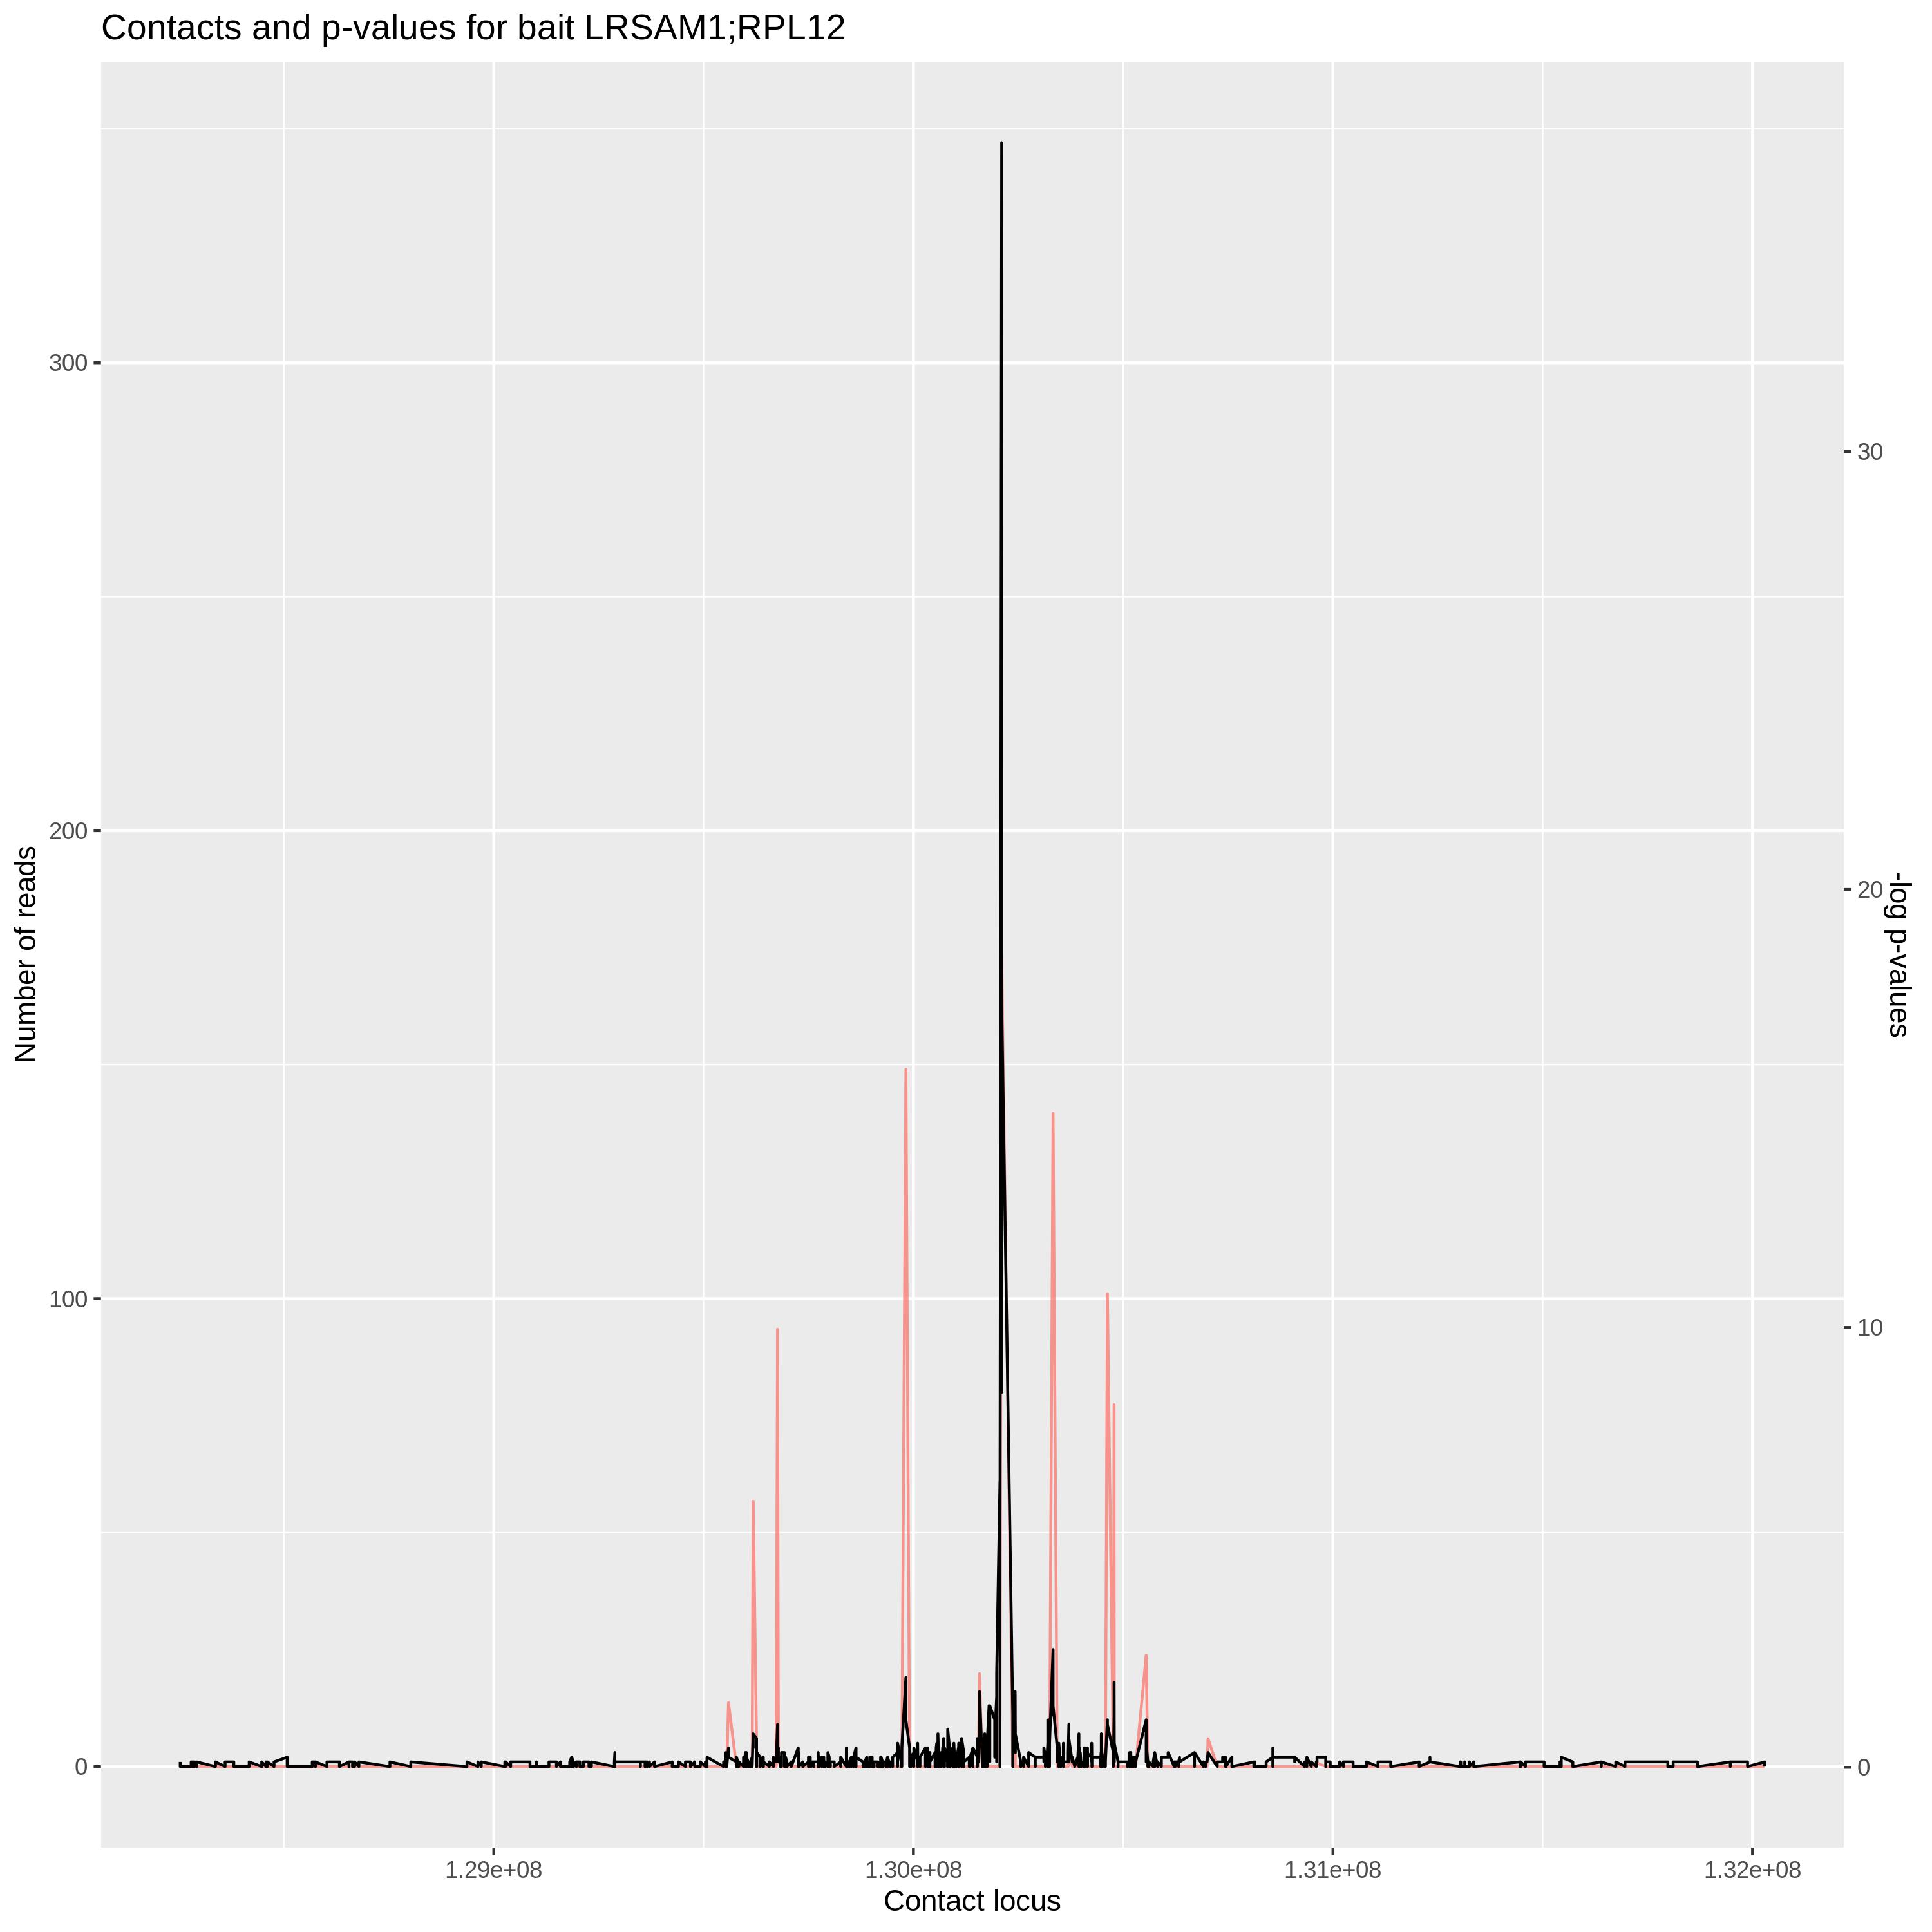 Contacts and p-values for bait LRSAM1;RPL12
Number of reads
300
200
100
0
30
20
10
0
-log p-values
1.29e+08 1.30e+08 1.31e+08 1.32e+08
Contact locus